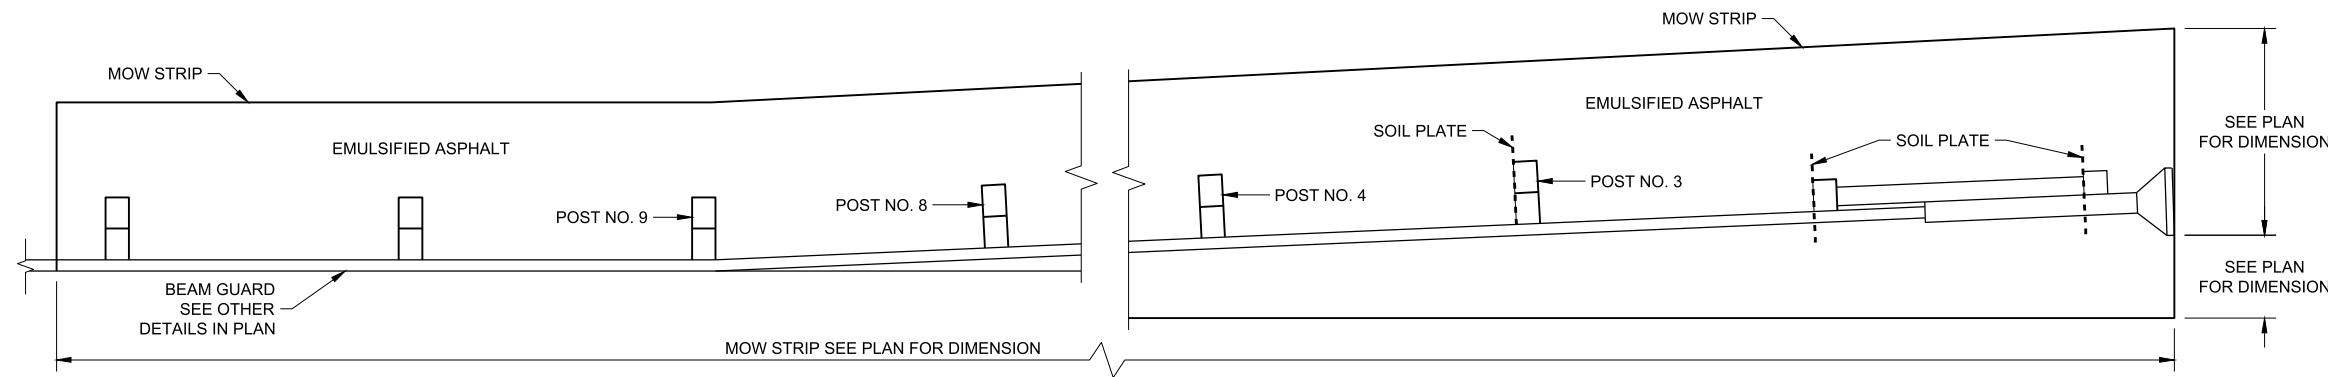 MOW STRIP
MOW STRIP
EMULSIFIED ASPHALT
SEE PLAN
FOR DIMENSION
SOIL PLATE
SOIL PLATE
EMULSIFIED ASPHALT
POST NO. 3
POST NO. 4
POST NO. 8
POST NO. 9
SEE PLAN
FOR DIMENSION
BEAM GUARD
SEE OTHER
DETAILS IN PLAN
MOW STRIP SEE PLAN FOR DIMENSION